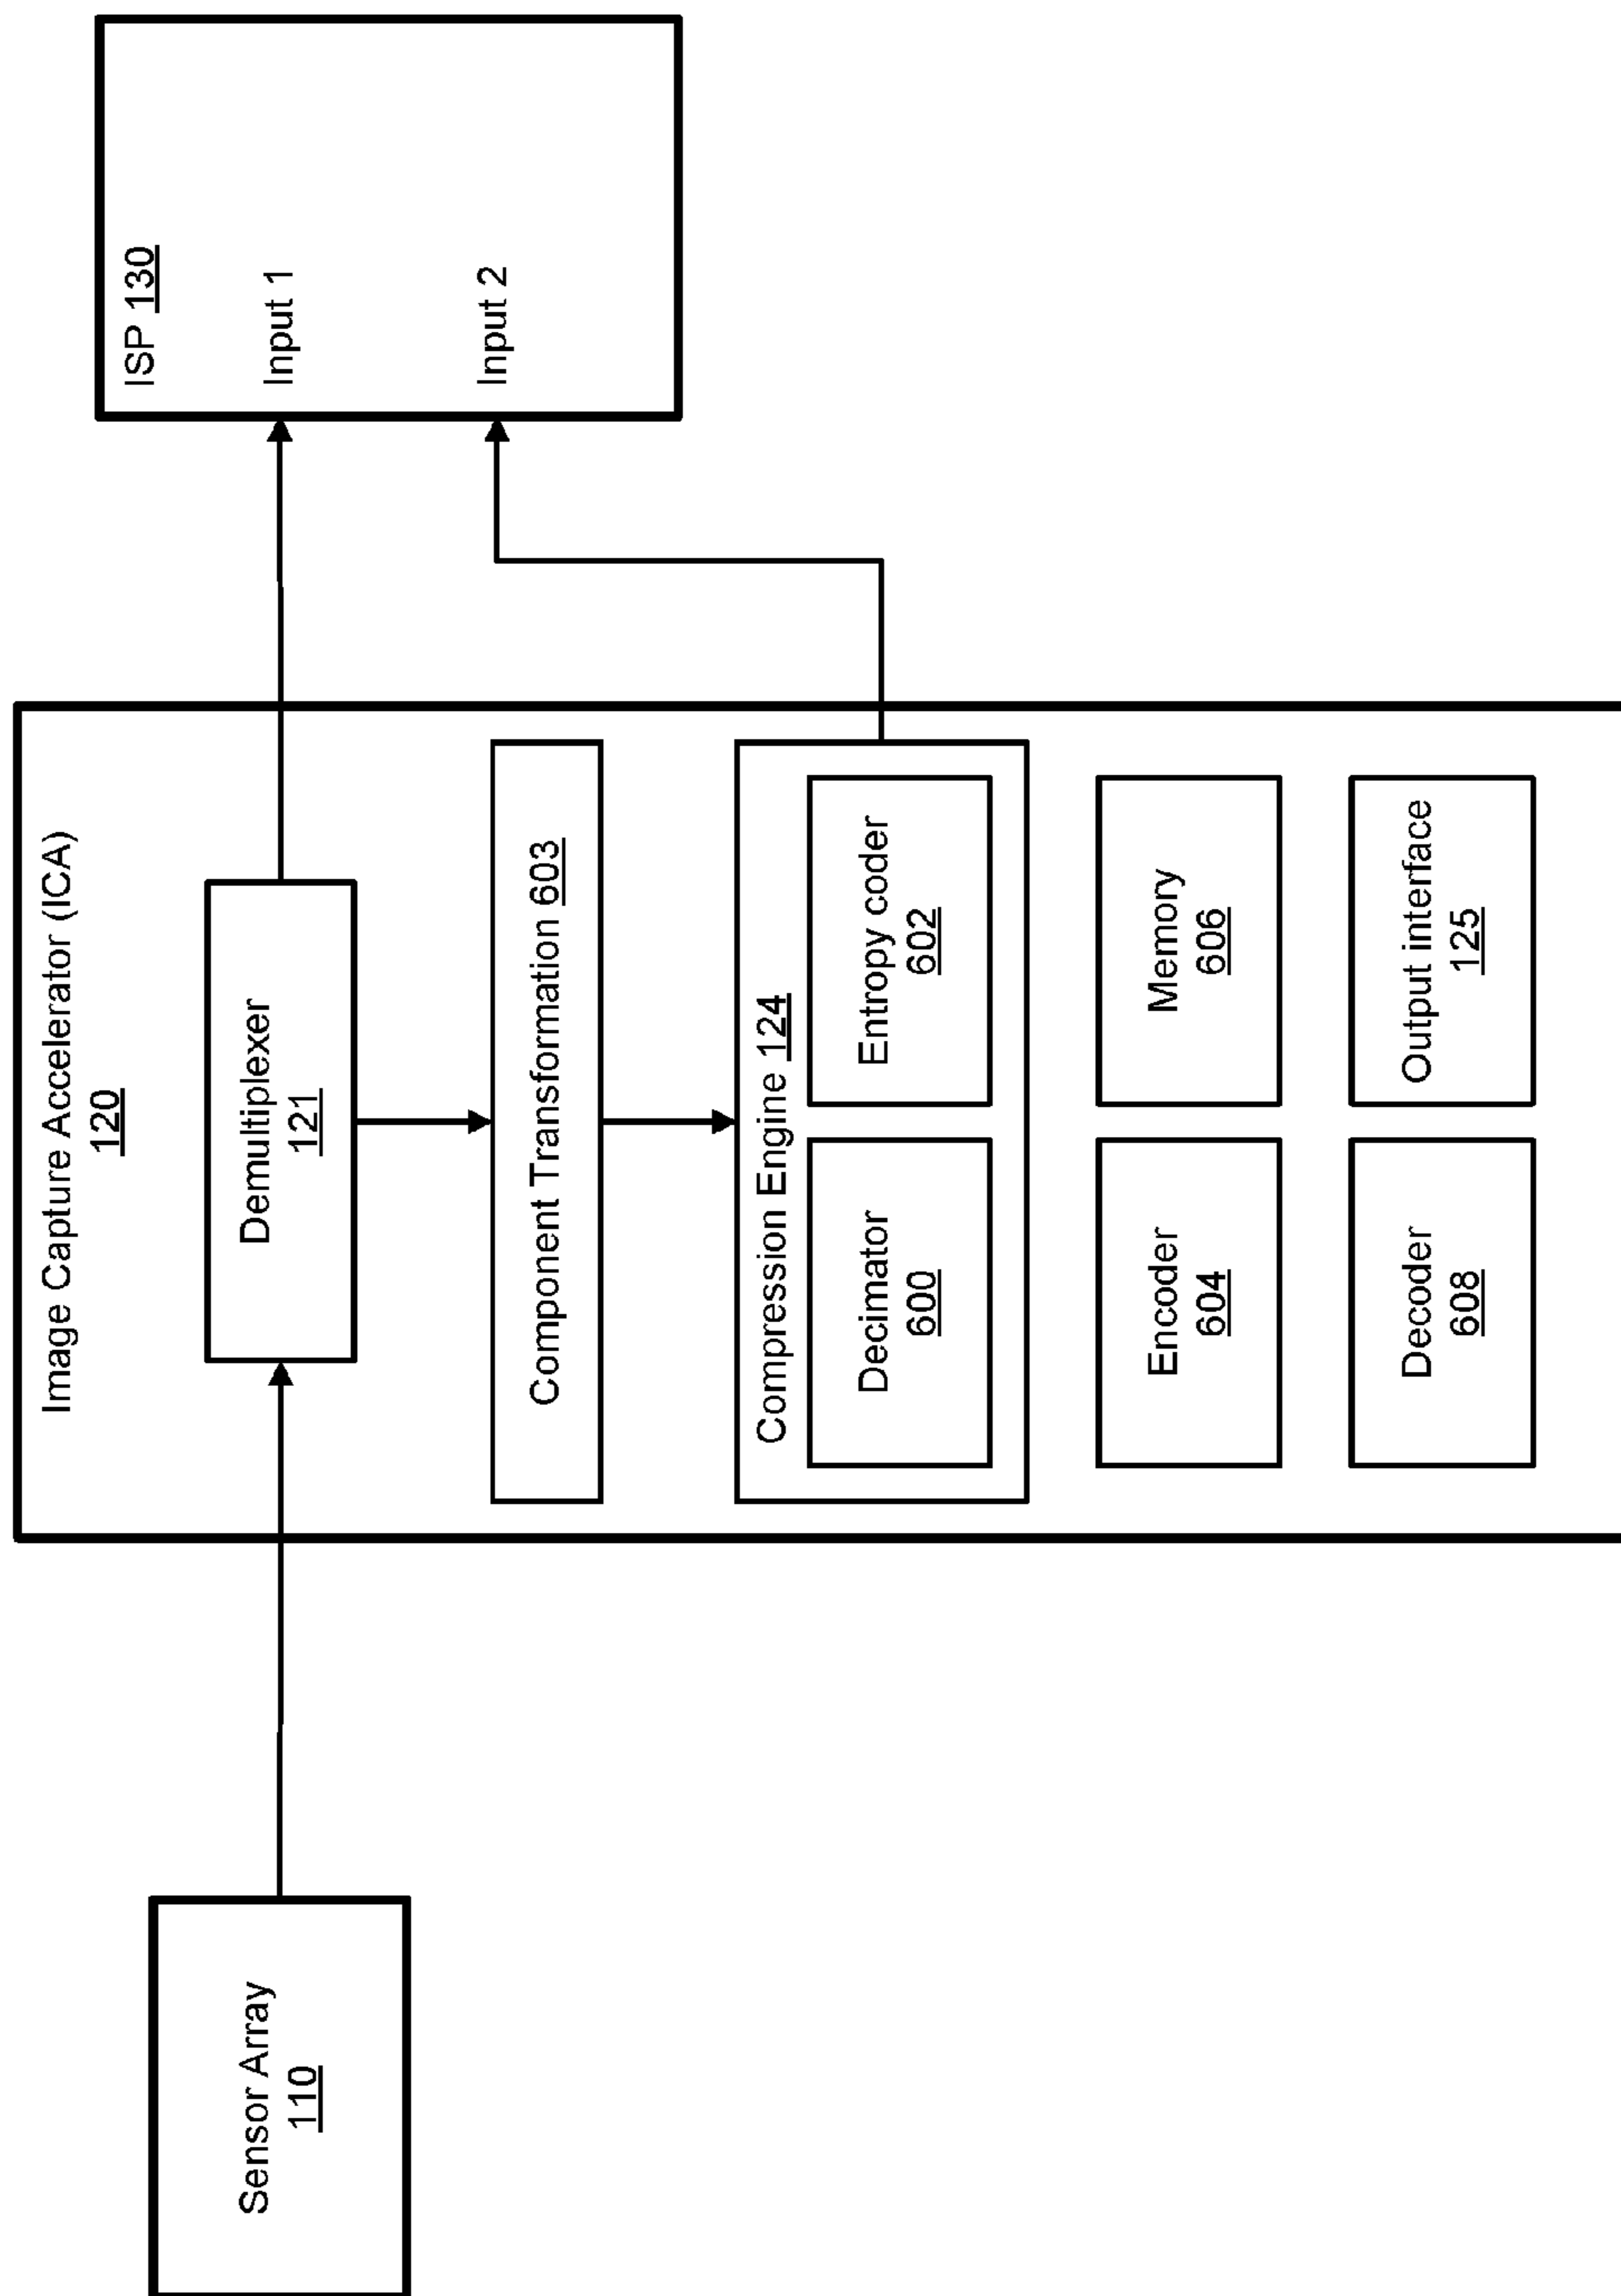 Sensor Array
110
Image Capture Accelerator (ICA)
120
Demultiplexer
121
Component Transformation 603
Compression Engine 124
Decimator
600
Entropy coder
602
Encoder
604
Memory
606
Decoder
608
Output interface
125
ISP 130
Input 1
Input 2